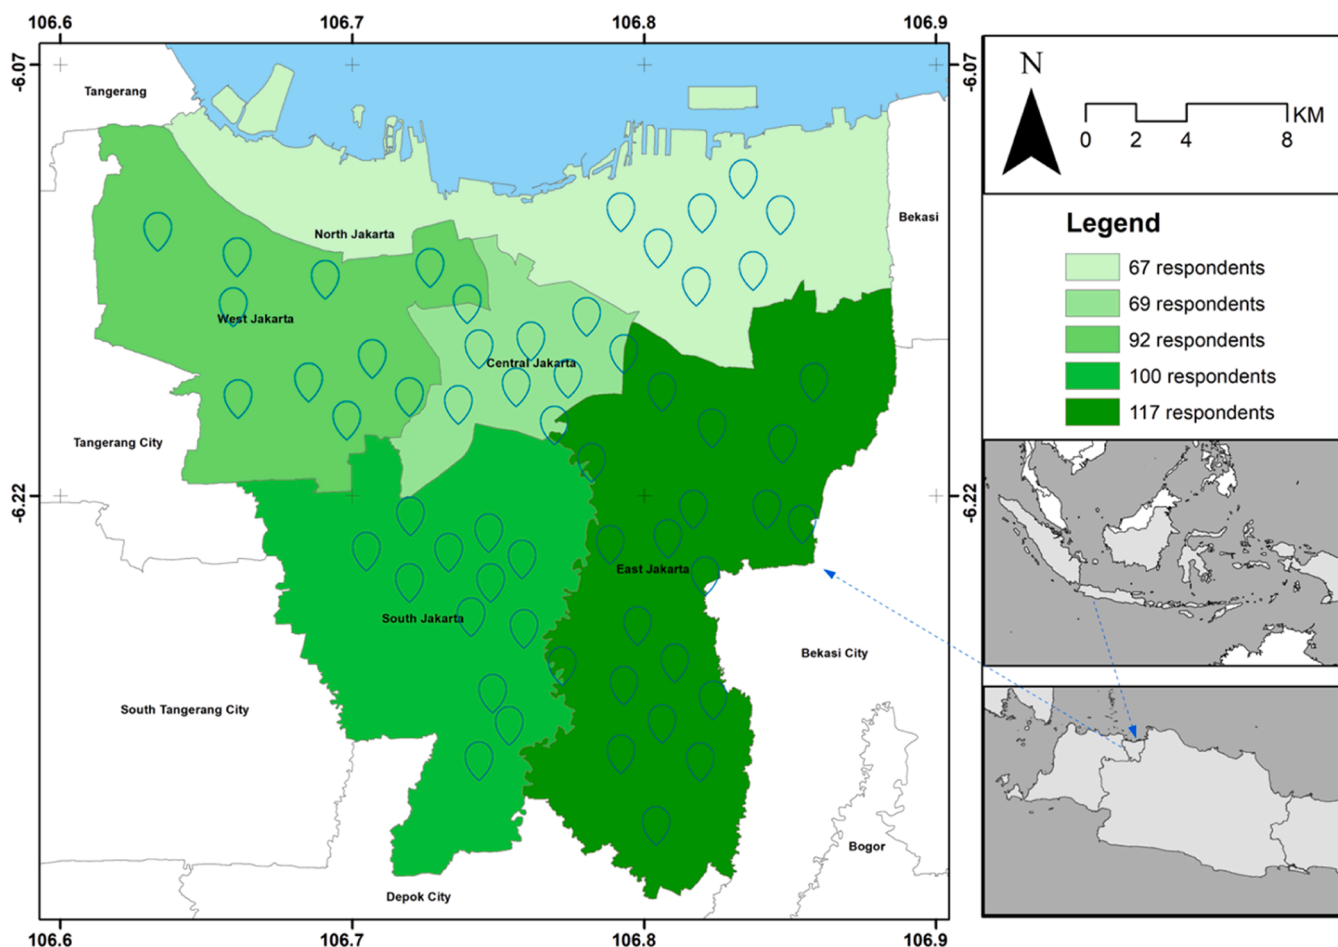 106.6
106.7
106.8
106.9
-6.07
-6.07
Tangerang
North Jakarta
Bekasi
West Jakarta
Central Jakarta
Tangerang City
-6.22
-6.22
East Jakarta
South Jakarta
Bekasi City
South Tangerang City
Bogor
Depok City
106.6
106.7
106.8
106.9
N
KM
0 2 4 8
Legend
67 respondents
69 respondents
92 respondents
100 respondents
117 respondents